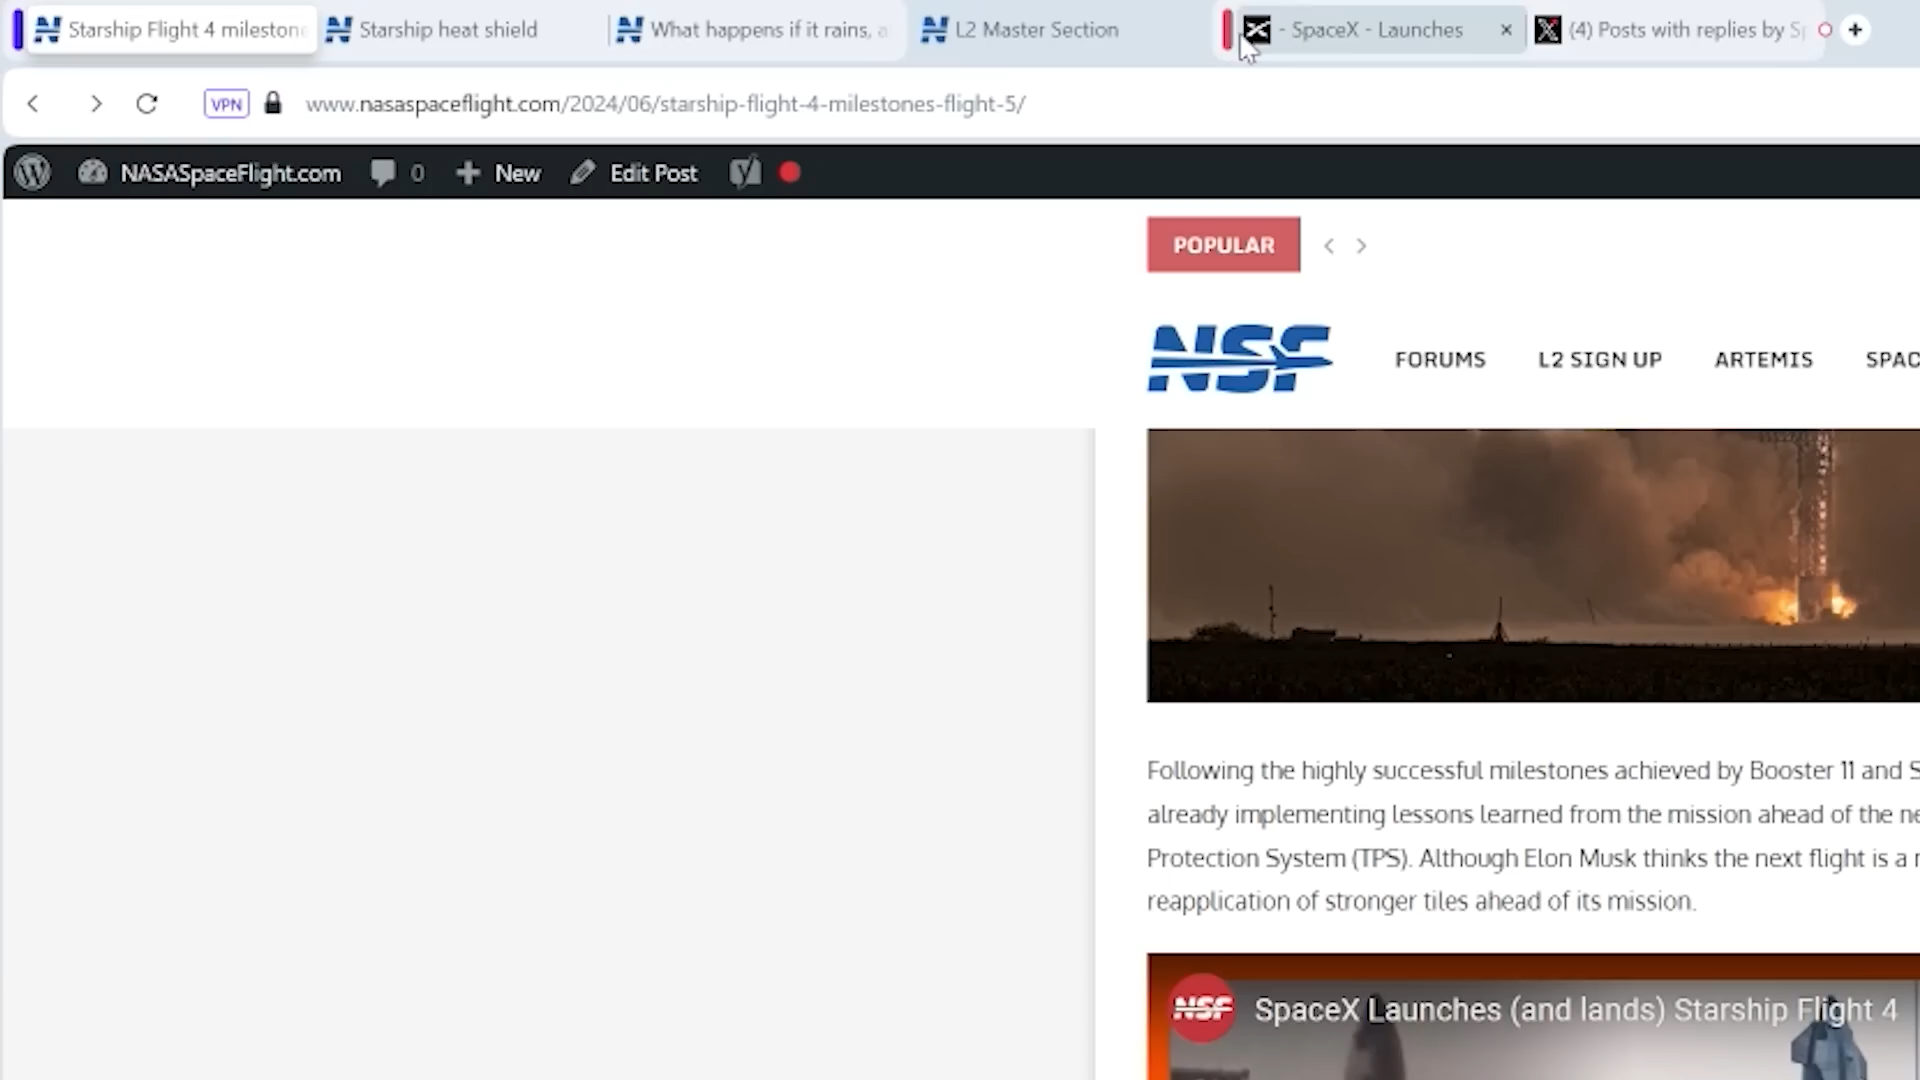 Starship Flight 4 mileston
Starship heat shield
What happens if it rains, a
L2 Master Section
- SpaceX - Launches
(4) Posts with replies by Sp
VPN
www.nasaspaceflight.com/2024/06/starship-flight-4-milestones-flight-5/
NASASpaceFlight.com
0
New
Edit Post
POPULAR
NSF
FORUMS
L2 SIGN UP
ARTEMIS
SPAC
Following the highly successful milestones achieved by Booster 11 and S
already implementing lessons learned from the mission ahead of the ne
Protection System (TPS). Although Elon Musk thinks the next flight is a
reapplication of stronger tiles ahead of its mission.
NSF
SpaceX Launches (and lands) Starship Flight 4